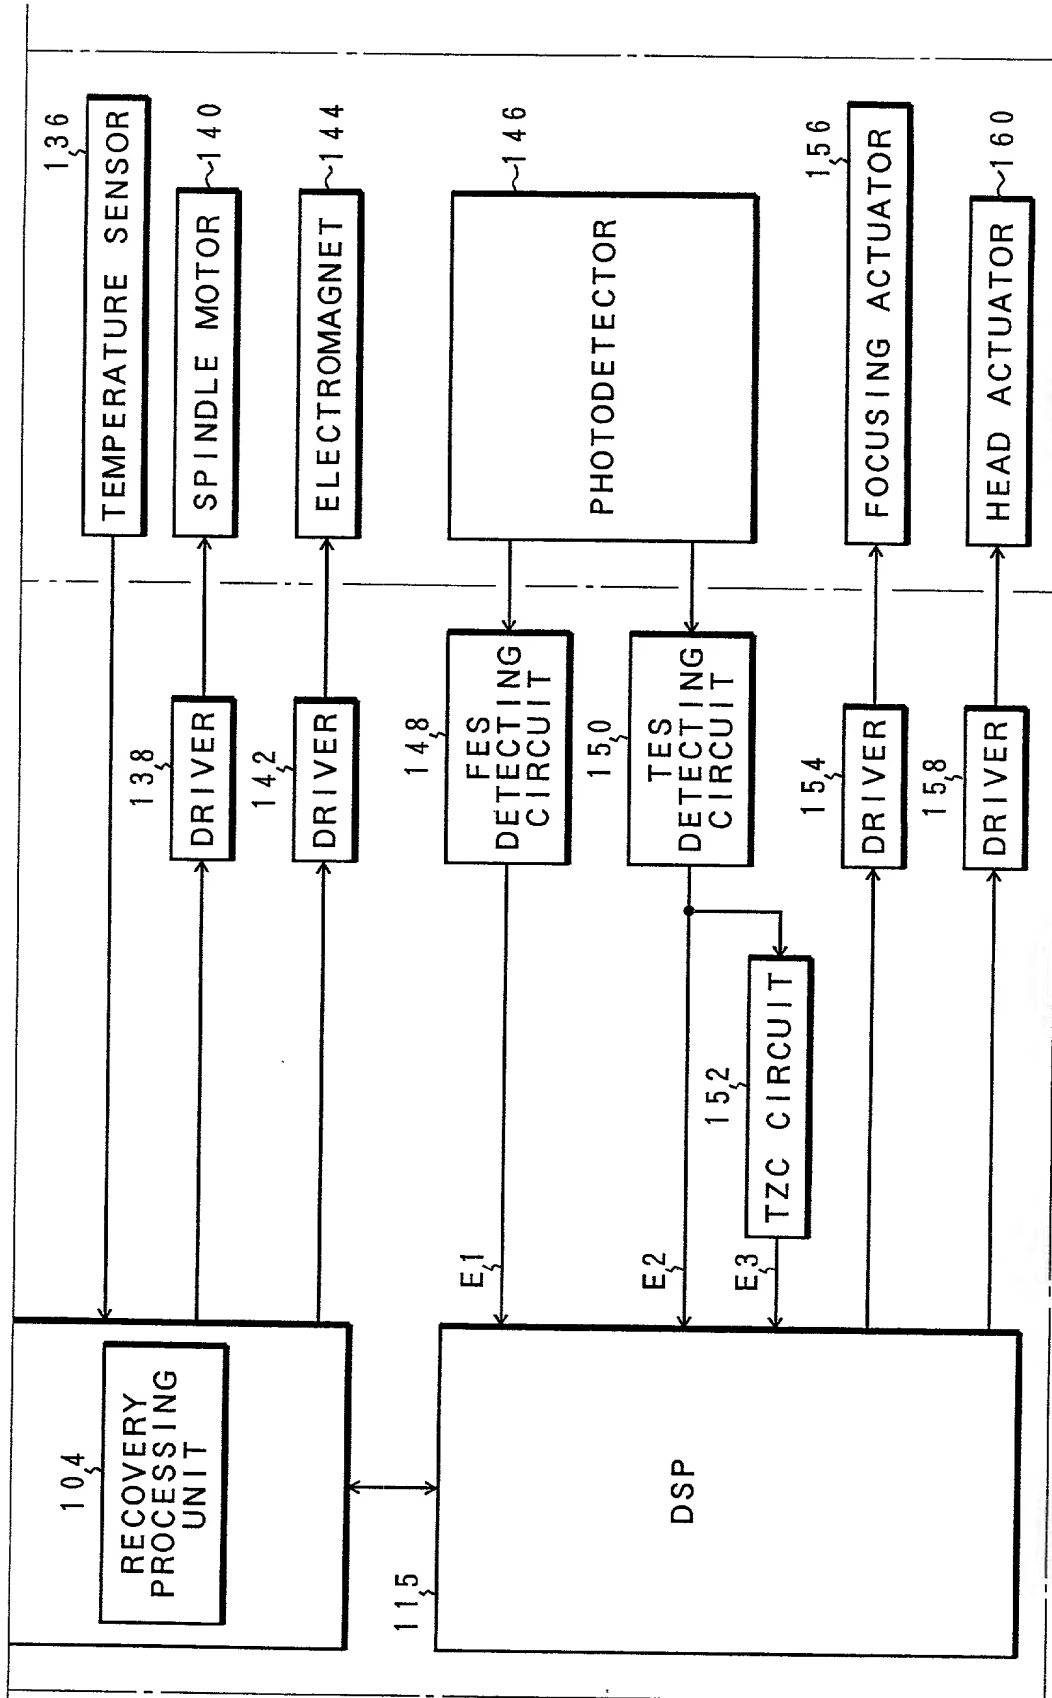 104
RECOVERY
PROCESSING
UNIT
115
DSP
E1
E2
E3
152
TZC CIRCUIT
138
DRIVER
142
DRIVER
148
FES
DETECTING
CIRCUIT
150
TES
DETECTING
CIRCUIT
154
DRIVER
158
DRIVER
136
TEMPERATURE SENSOR
SPINDLE MOTOR
140
ELECTROMAGNET
144
PHOTODETECTOR
146
156
FOCUSING ACTUATOR
HEAD ACTUATOR
160